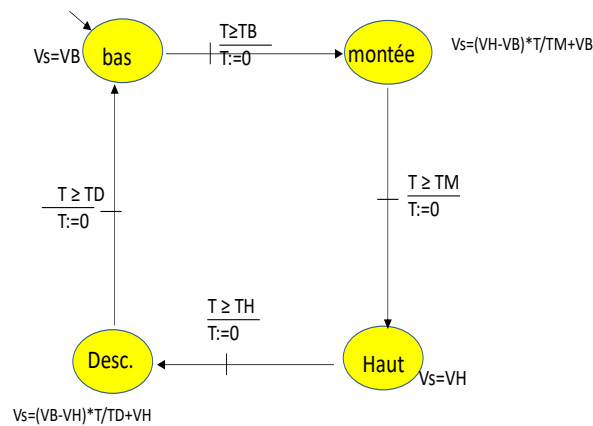 T≥TB
T:=0
Vs=VB
bas
montée
Vs=(VH-VB)*T/TM+VB
T ≥ TD
T:=0
T ≥ TM
T:=0
T ≥ TH
T:=0
Desc.
Haut
Vs=VH
Vs=(VB-VH)*T/TD+VH